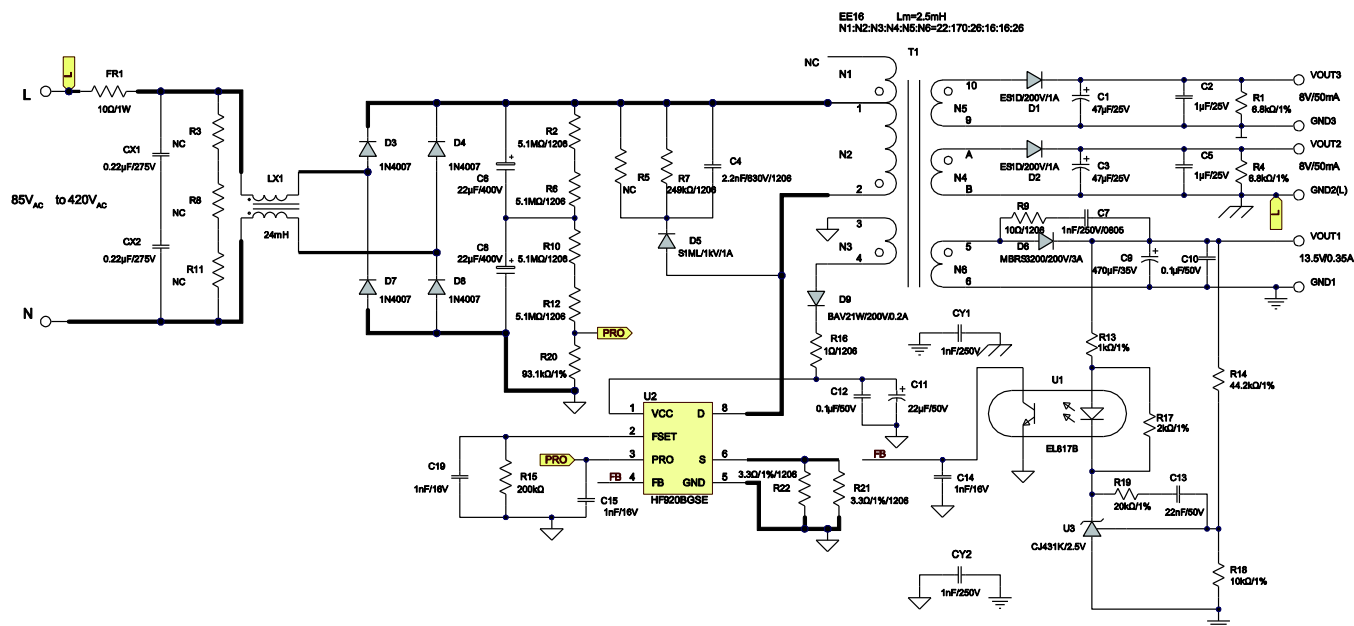 EE16 Lm=2.5mH
N1:N2:N3:N4:N5:N6=22:170:26:16:16:26
T1
NC
N1
1
N2
2
3
N3
4
10
N5
9
A
N4
B
5
N6
6
L
L
FR1
10Ω/1W
CX1
0.22µF/275V
CX2
0.22µF/275V
R3
NC
R8
NC
R11
NC
85VAC to 420VAC
N
LX1
24mH
D3
1N4007
D4
1N4007
D7
1N4007
D8
1N4007
C6
22µF/400V
C8
22µF/400V
R2
5.1MΩ/1206
R6
5.1MΩ/1206
R10
5.1MΩ/1206
R12
5.1MΩ/1206
PRO
R20
93.1kΩ/1%
R5
NC
R7
249kΩ/1206
C4
2.2nF/630V/1206
D5
S1ML/1kV/1A
D9
BAV21W/200V/0.2A
R16
1Ω/1206
C12
0.1µF/50V
C11
22µF/50V
ES1D/200V/1A
D1
C1
47µF/25V
C2
1µF/25V
R1
6.8kΩ/1%
VOUT3
8V/50mA
GND3
ES1D/200V/1A
D2
C3
47µF/25V
C5
1µF/25V
R4
6.8kΩ/1%
VOUT2
8V/50mA
GND2(L)
L
R9
10Ω/1206
C7
1nF/250V/0805
D6
MBRS3200/200V/3A
C9
470µF/35V
C10
0.1µF/50V
VOUT1
13.5V/0.35A
GND1
CY1
1nF/250V
R13
1kΩ/1%
U1
EL817B
R17
2kΩ/1%
R14
44.2kΩ/1%
R19
20kΩ/1%
C13
22nF/50V
U3
CJ431K/2.5V
R18
10kΩ/1%
CY2
1nF/250V
FB
C14
1nF/16V
U2
1 VCC D 8
2 FSET
3 PRO S 6
4 FB GND 5
HF920BGSE
PRO
FB
C19
1nF/16V
R15
200kΩ
C15
1nF/16V
3.3Ω/1%/1206
R22
R21
3.3Ω/1%/1206